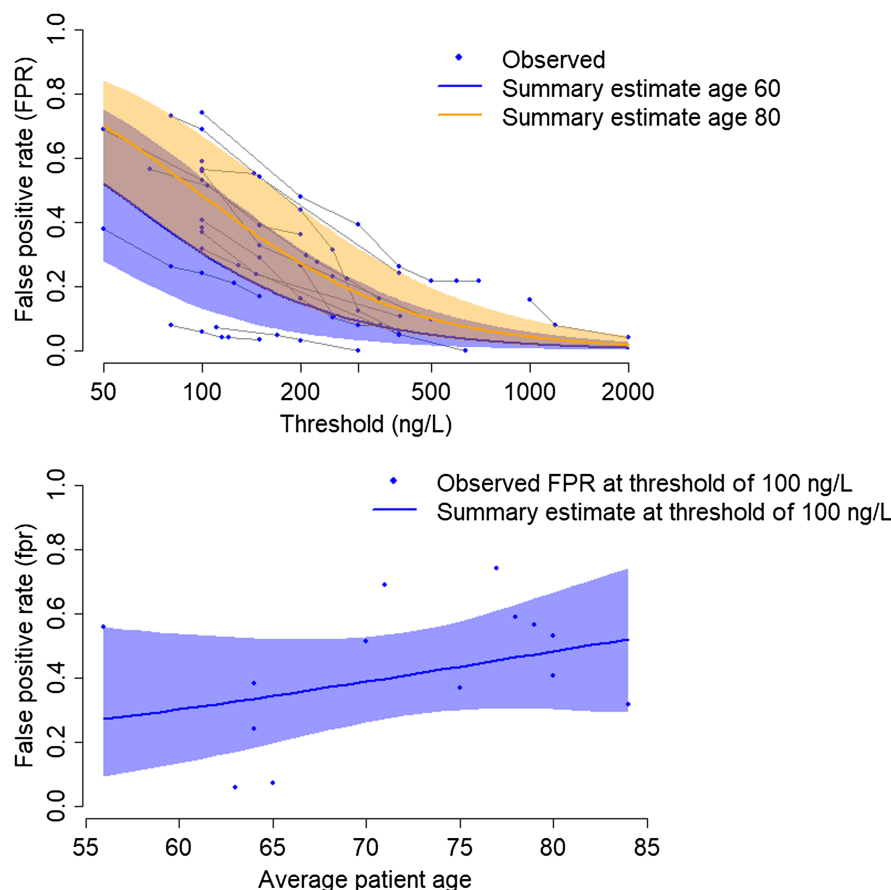 Observed
Summary estimate age 60
Summary estimate age 80
False positive rate (FPR)
1.0
0.8
0.6
0.4
0.2
0.0
50 100 200 500 1000 2000
Threshold (ng/L)
Observed FPR at threshold of 100 ng/L
Summary estimate at threshold of 100 ng/L
False positive rate (fpr)
1.0
0.8
0.6
0.4
0.2
0.0
55 60 65 70 75 80 85
Average patient age